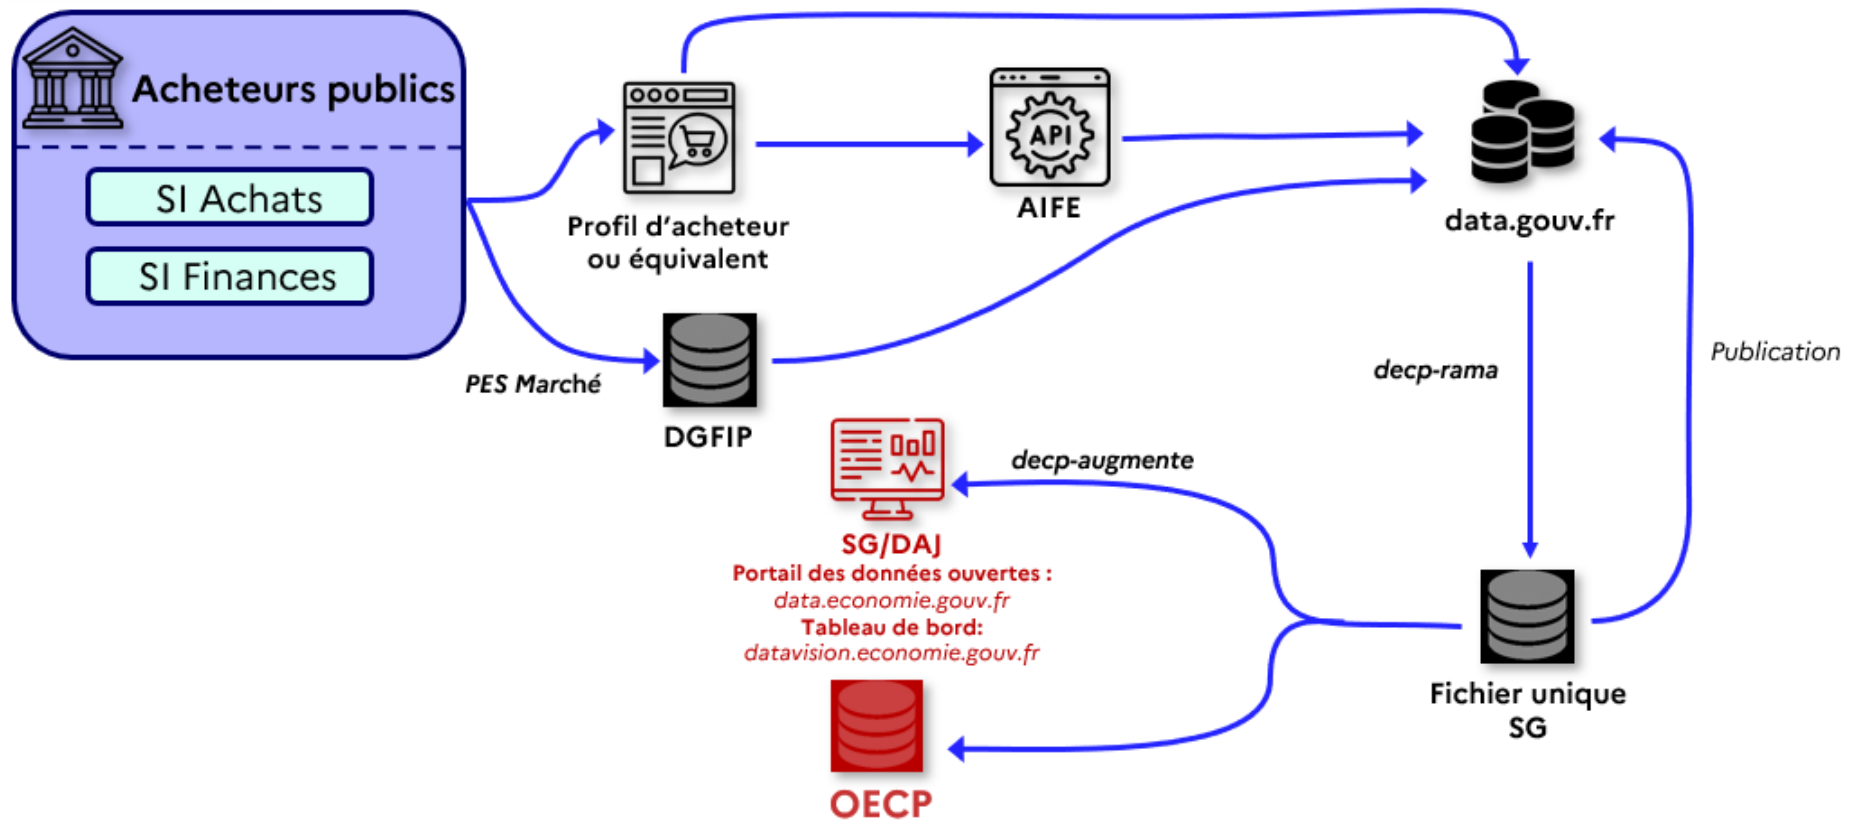 Acheteurs publics
SI Achats
SI Finances
Profil d'acheteur
ou équivalent
API
AIFE
data.gouv.fr
PES Marché
DGFIP
decp-rama
Publication
decp-augmente
SG/DAJ
Portail des données ouvertes :
data.economie.gouv.fr
Tableau de bord:
datavision.economie.gouv.fr
Fichier unique
SG
OECP